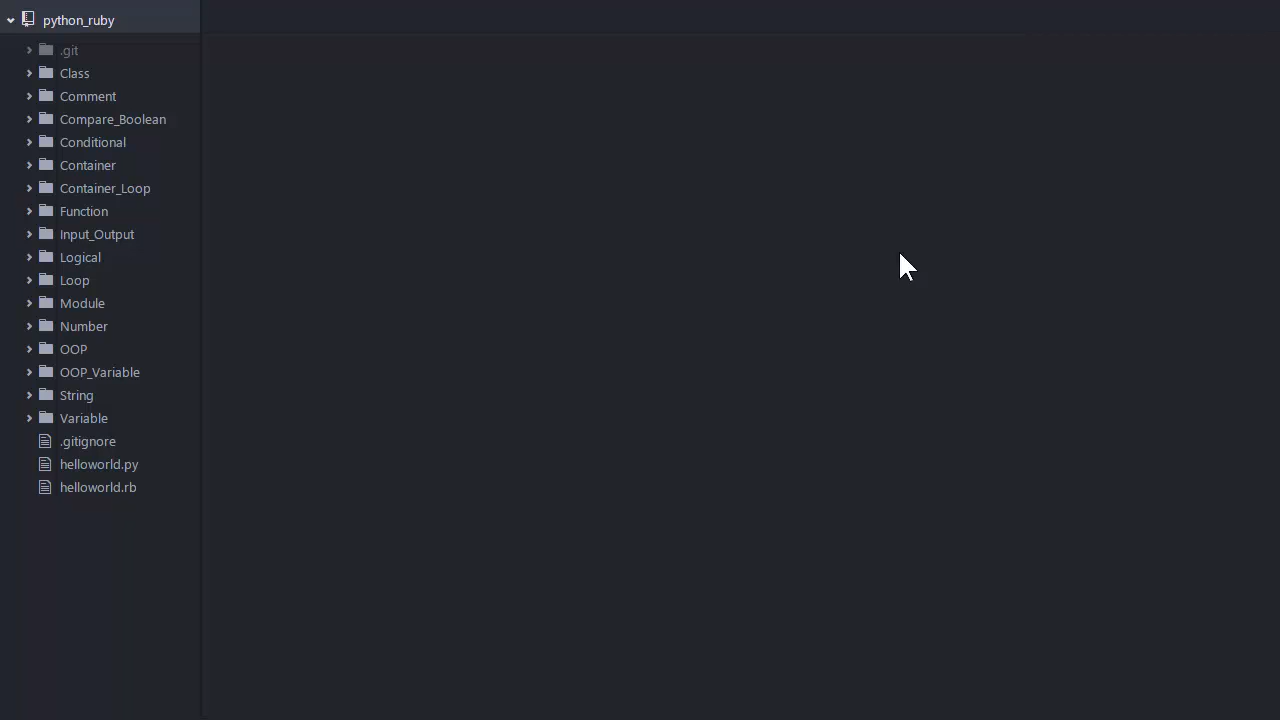 python_ruby
.git
Class
Comment
Compare_Boolean
Conditional
Container
Container_Loop
Function
Input_Output
Logical
Loop
Module
Number
OOP
OOP_Variable
String
Variable
.gitignore
helloworld.py
helloworld.rb